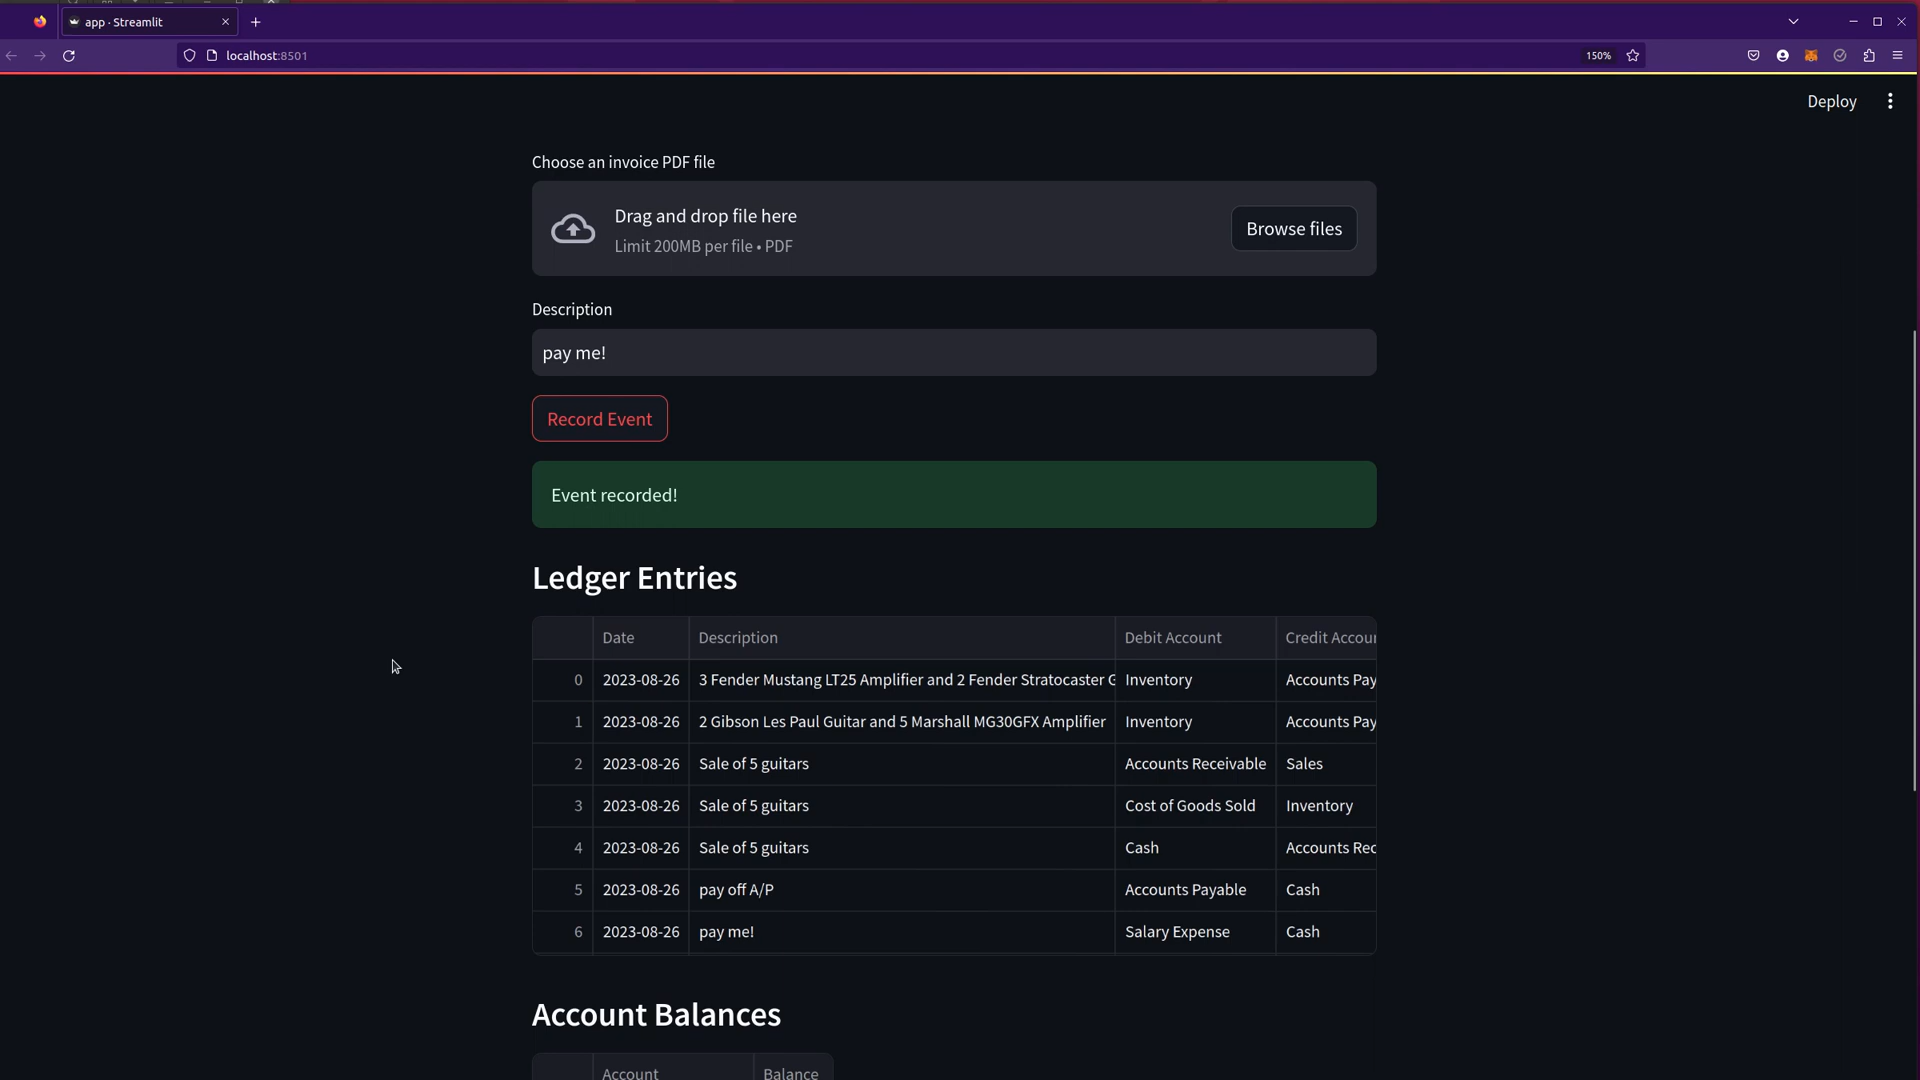 app · Streamlit
localhost:8501
150%
Deploy
Choose an invoice PDF file
Drag and drop file here
Limit 200MB per file • PDF
Browse files
Description
pay me!
Record Event
Event recorded!
Ledger Entries
Date Description Debit Account Credit Accou
0 2023-08-26 3 Fender Mustang LT25 Amplifier and 2 Fender Stratocaster G Inventory Accounts Pay
1 2023-08-26 2 Gibson Les Paul Guitar and 5 Marshall MG30GFX Amplifier Inventory Accounts Pay
2 2023-08-26 Sale of 5 guitars Accounts Receivable Sales
3 2023-08-26 Sale of 5 guitars Cost of Goods Sold Inventory
4 2023-08-26 Sale of 5 guitars Cash Accounts Rec
5 2023-08-26 pay off A/P Accounts Payable Cash
6 2023-08-26 pay me! Salary Expense Cash
Account Balances
Account Balance